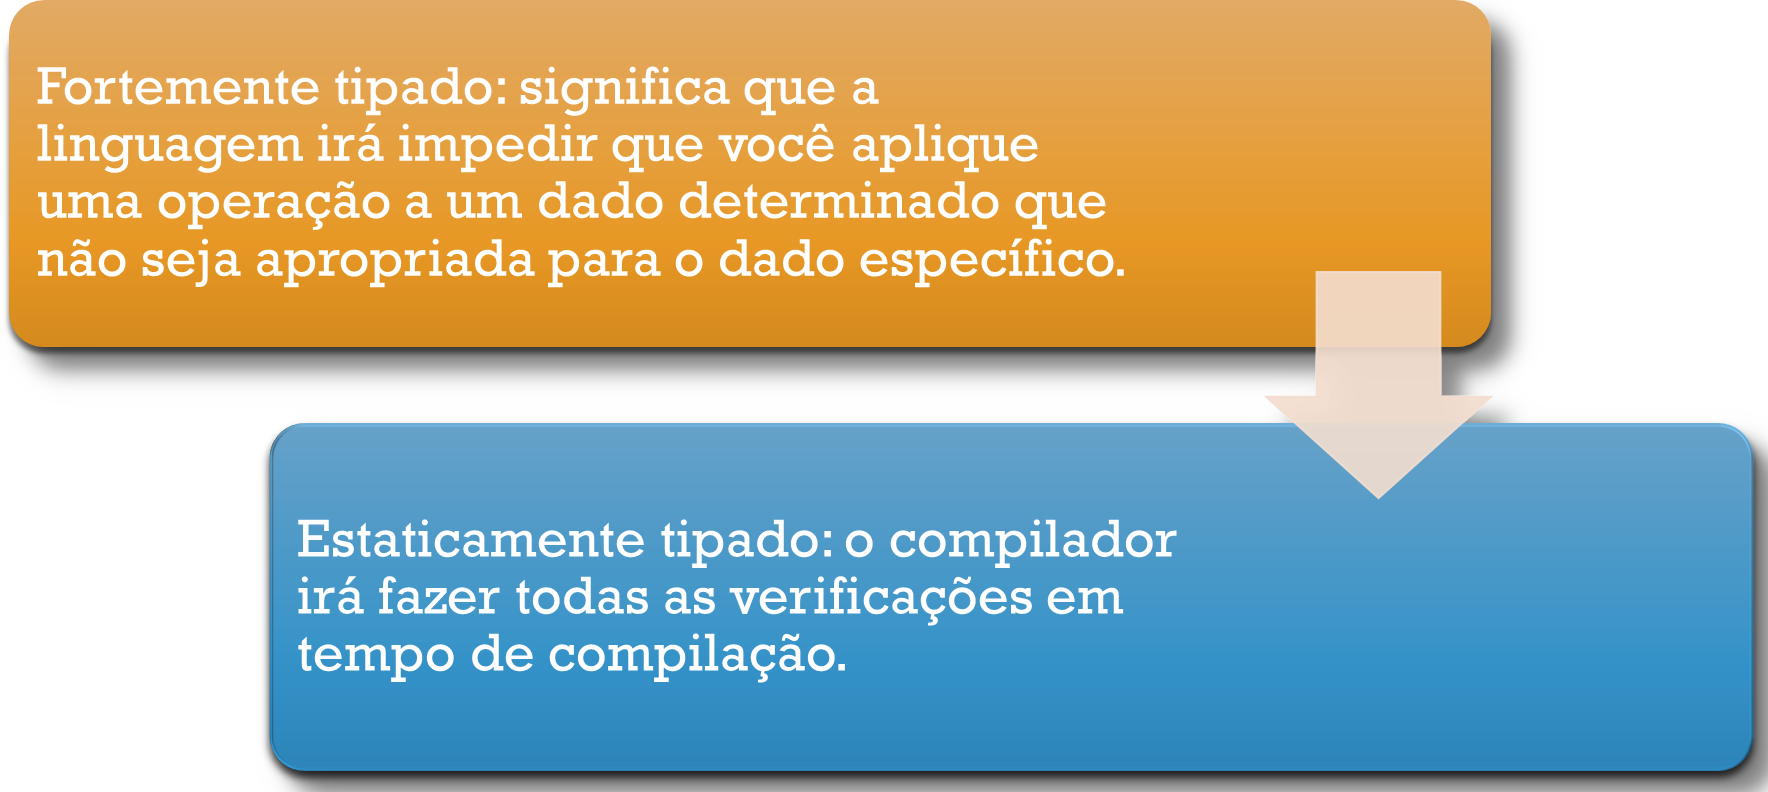 Fortemente tipado: significa que a
linguagem irá impedir que você aplique
uma operação a um dado determinado que
não seja apropriada para o dado específico.
Estaticamente tipado: o compilador
irá fazer todas as verificações em
tempo de compilação.